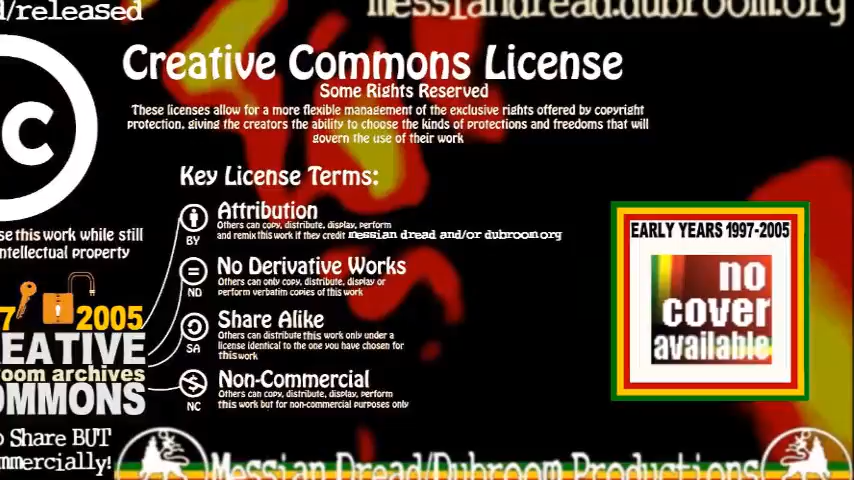 d/released
messiandread.dubroom.org
Creative Commons License
Some Rights Reserved
These licenses allow for a more flexible management of the exclusive rights offered by copyright
protection, giving the creators the ability to choose the kinds of protections and freedoms that will
govern the use of their work
c
Key License Terms:
Attribution
Others can copy, distribute, display, perform
and remix this work if they credit messian dread and/or dubroom.org
BY
No Derivative Works
Others can only copy, distribute, display or
perform verbatim copies of this work
ND
Share Alike
Others can distribute this work only under a
license identical to the one you have chosen for
this work
SA
Non-Commercial
Others can copy, distribute, display, perform
this work but for non-commercial purposes only
NC
se this work while still
ntellectual property
7 2005
EATIVE
room archives
OMMONS
o Share BUT
mmercially!
EARLY YEARS 1997-2005
no
cover
available
Messian Dread/Dubroom Productions